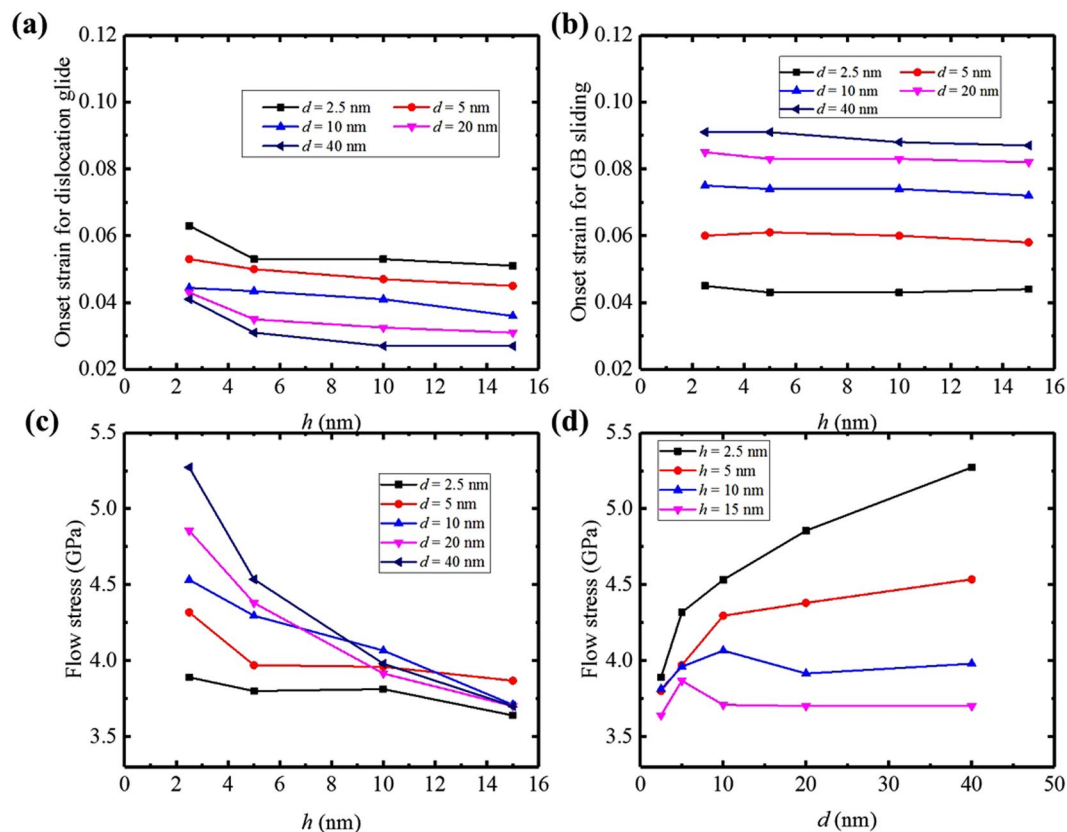 (a)
0.12
0.10
0.08
0.06
0.04
0.02
Onset strain for dislocation glide
d = 2.5 nm d = 5 nm
d = 10 nm d = 20 nm
d = 40 nm
0 2 4 6 8 10 12 14 16
h (nm)
(b)
0.12
0.10
0.08
0.06
0.04
0.02
Onset strain for GB sliding
d = 2.5 nm d = 5 nm
d = 10 nm d = 20 nm
d = 40 nm
0 2 4 6 8 10 12 14 16
h (nm)
(c)
5.5
5.0
4.5
4.0
3.5
Flow stress (GPa)
d = 2.5 nm
d = 5 nm
d = 10 nm
d = 20 nm
d = 40 nm
0 2 4 6 8 10 12 14 16
h (nm)
(d)
5.5
5.0
4.5
4.0
3.5
Flow stress (GPa)
h = 2.5 nm
h = 5 nm
h = 10 nm
h = 15 nm
0 10 20 30 40 50
d (nm)